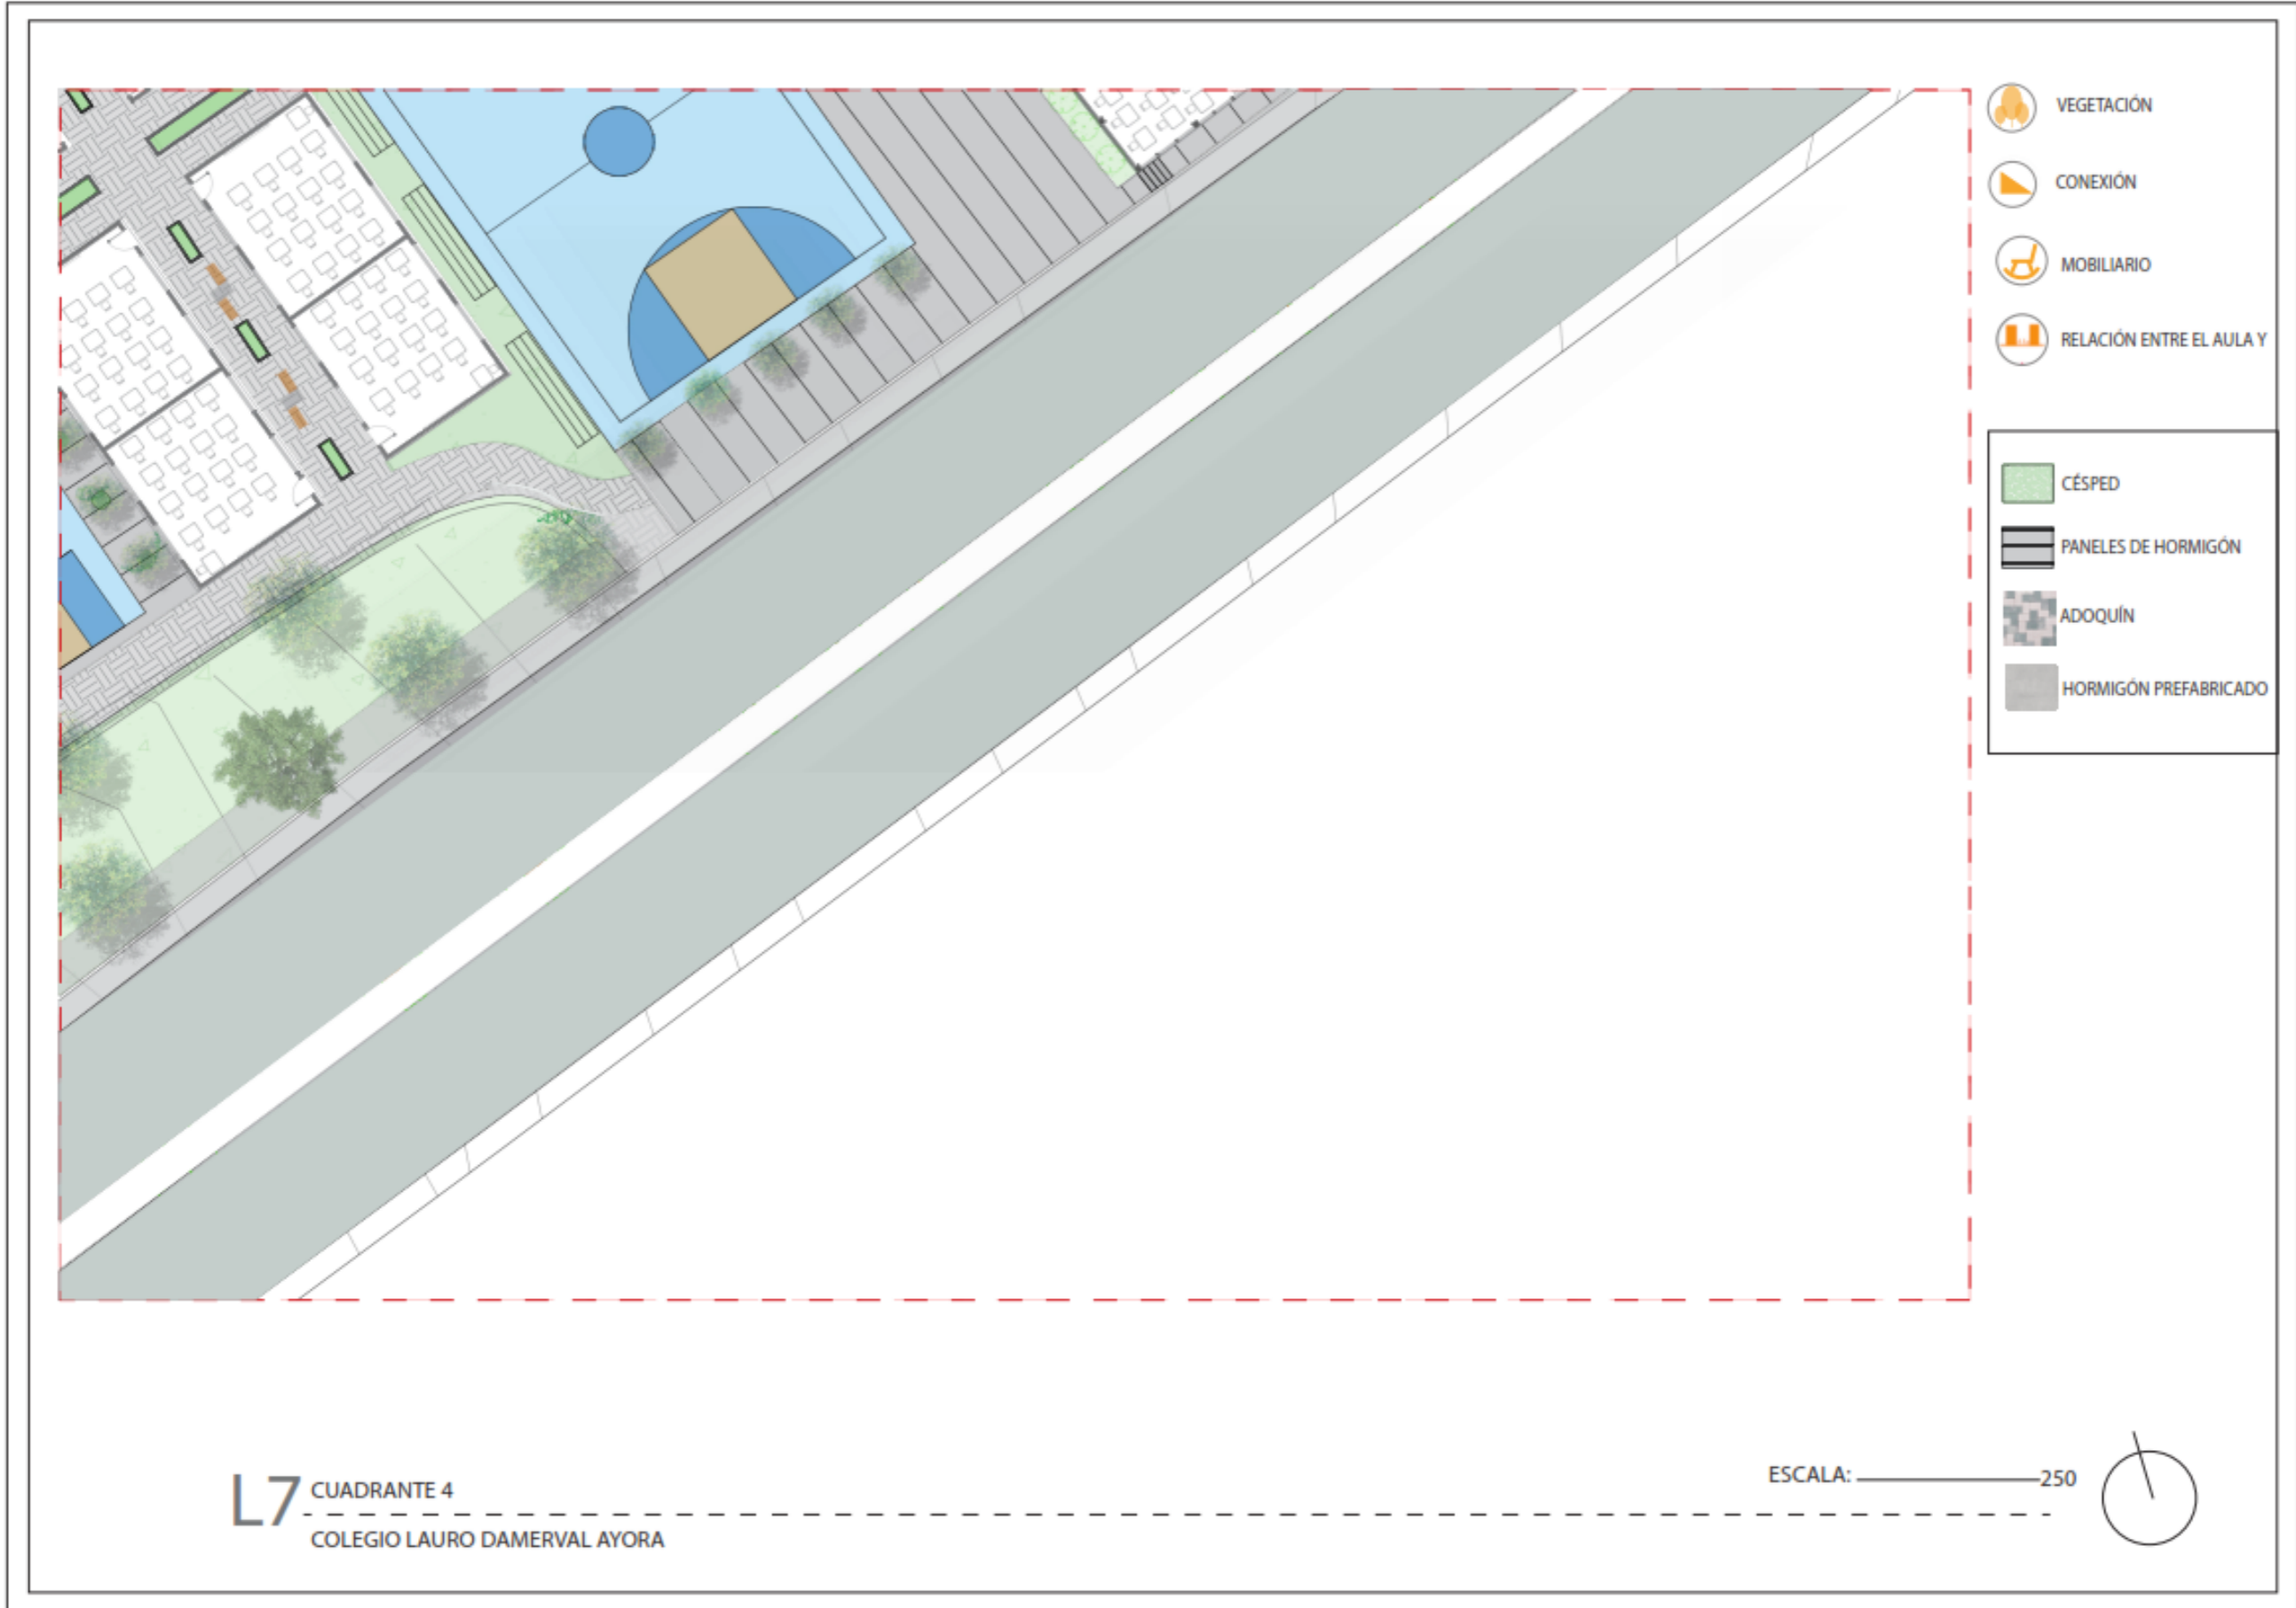 VEGETACIÓN
CONEXIÓN
MOBILIARIO
RELACIÓN ENTRE EL AULA Y
CÉSPED
PANELES DE HORMIGÓN
ADOQUÍN
HORMIGÓN PREFABRICADO
L7
CUADRANTE 4
COLEGIO LAURO DAMERVAL AYORA
ESCALA: 250